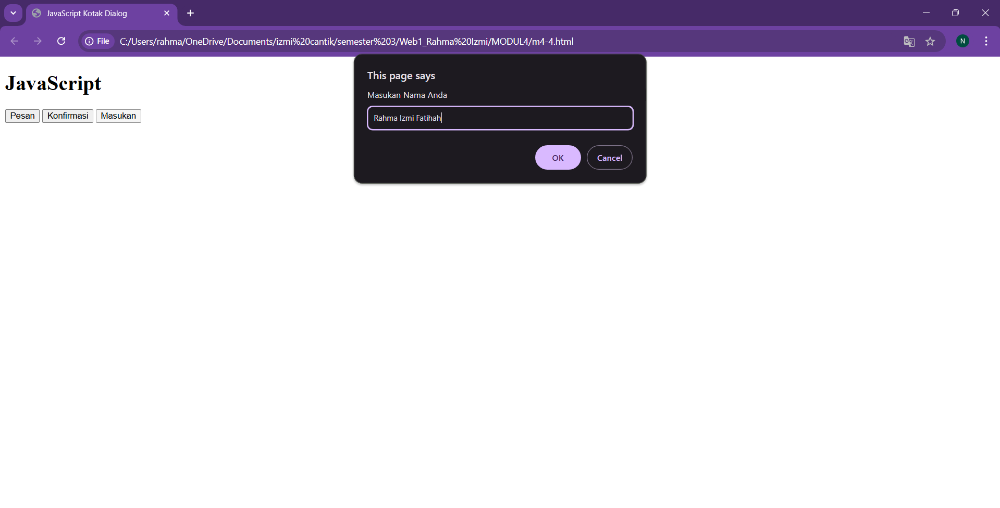 JavaScript Kotak Dialog
File
C:/Users/rahma/OneDrive/Documents/izmi%20cantik/semester%203/Web1_Rahma%20Izmi/MODUL4/m4-4.html
N
JavaScript
Pesan Konfirmasi Masukan
This page says
Masukan Nama Anda
Rahma Izmi Fatihah
OK Cancel